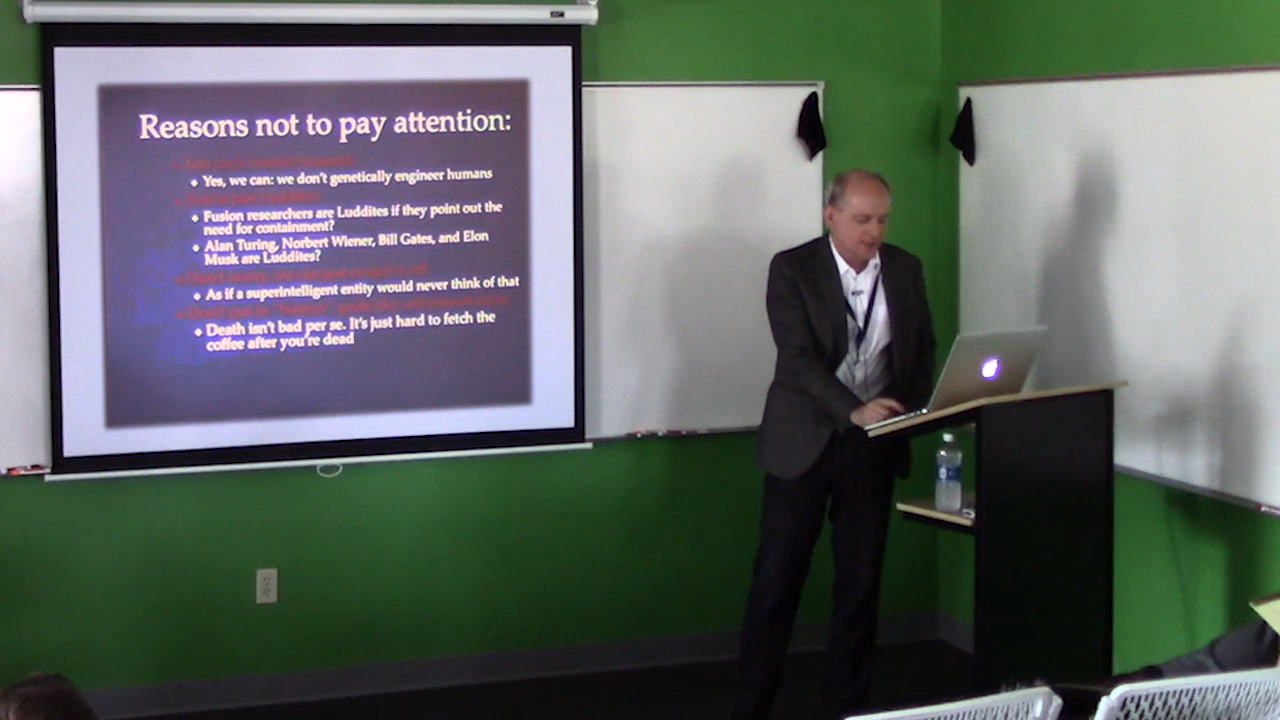 Reasons not to pay attention:
Yes, we can: we don't genetically engineer humans
Fusion researchers are Luddites if they point out the
need for containment?
Alan Turing, Norbert Wiener, Bill Gates, and Elon
Musk are Luddites?
As if a superintelligent entity would never think of that
Death isn't bad per se. It's just hard to fetch the
coffee after you're dead